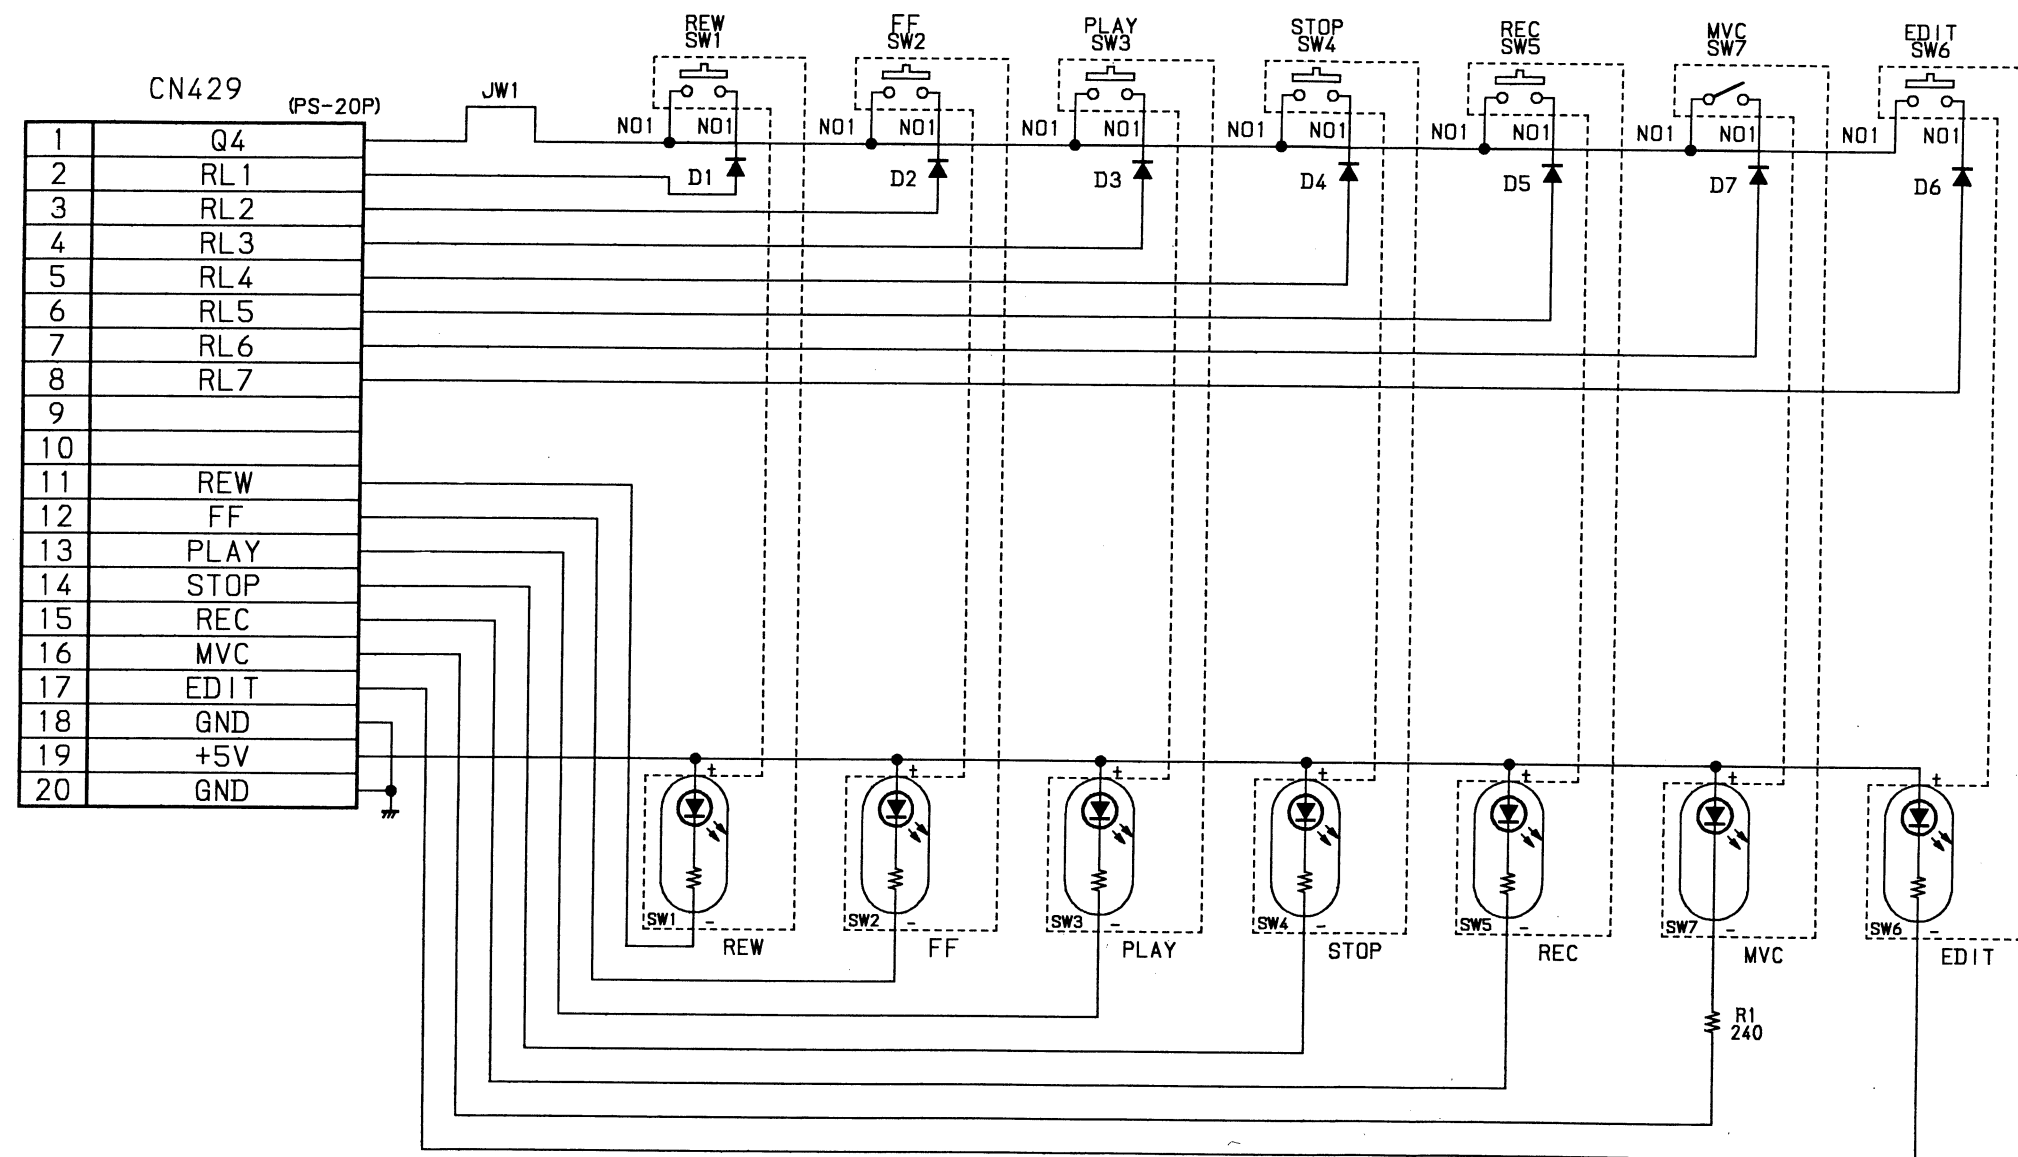 REW
SW1
FF
SW2
PLAY
SW3
STOP
SW4
REC
SW5
MVC
SW7
EDIT
SW6
CN429
(PS-20P)
JW1
NO1 NO1
NO1 NO1
NO1 NO1
NO1 NO1
NO1 NO1
NO1 NO1
NO1 NO1
D1
D2
D3
D4
D5
D7
D6
1 Q4
2 RL1
3 RL2
4 RL3
5 RL4
6 RL5
7 RL6
8 RL7
9
10
11 REW
12 FF
13 PLAY
14 STOP
15 REC
16 MVC
17 EDIT
18 GND
19 +5V
20 GND
+
+
+
+
+
+
+
SW1 -
REW
SW2 -
FF
SW3 -
PLAY
SW4 -
STOP
SW5 -
REC
SW7 -
MVC
SW6 -
EDIT
R1
240